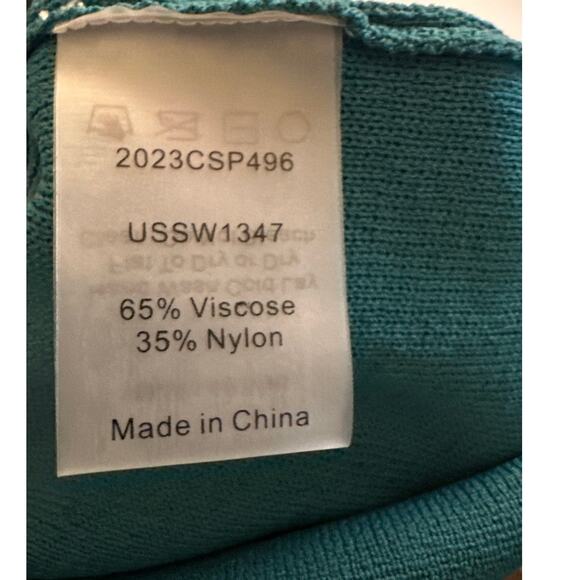 2023CSP496
USSW1347
65% Viscose
35% Nylon
Made in China